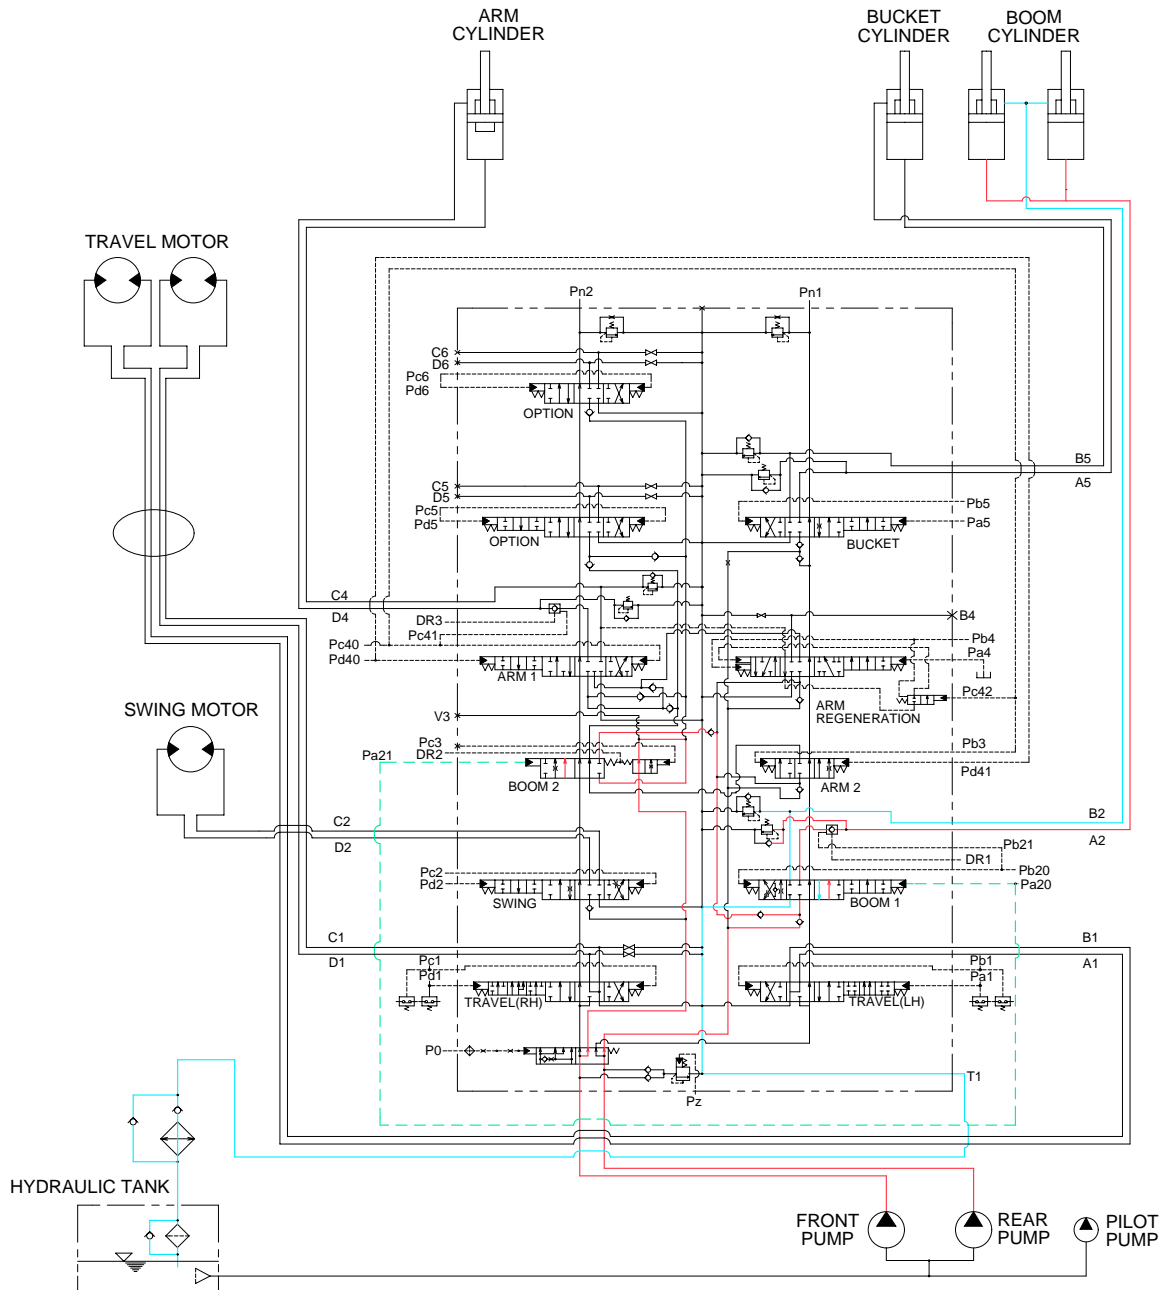 ARM
CYLINDER
BUCKET
CYLINDER
BOOM
CYLINDER
TRAVEL MOTOR
Pn2
Pn1
C6
D6
Pc6
Pd6
OPTION
B5
A5
C5
D5
Pc5
Pd5
OPTION
Pb5
Pa5
BUCKET
C4
D4
DR3
Pc41
Pc40
Pd40
ARM 1
B4
Pb4
Pa4
Pc42
ARM
REGENERATION
SWING MOTOR
V3
Pc3
DR2
Pa21
BOOM 2
Pb3
Pd41
ARM 2
C2
D2
B2
A2
Pb21
DR1
Pb20
Pa20
Pc2
Pd2
SWING
BOOM 1
C1
D1
B1
A1
Pc1
Pd1
TRAVEL(RH)
Pb1
Pa1
TRAVEL(LH)
P0
Pz
T1
HYDRAULIC TANK
FRONT
PUMP
REAR
PUMP
PILOT
PUMP